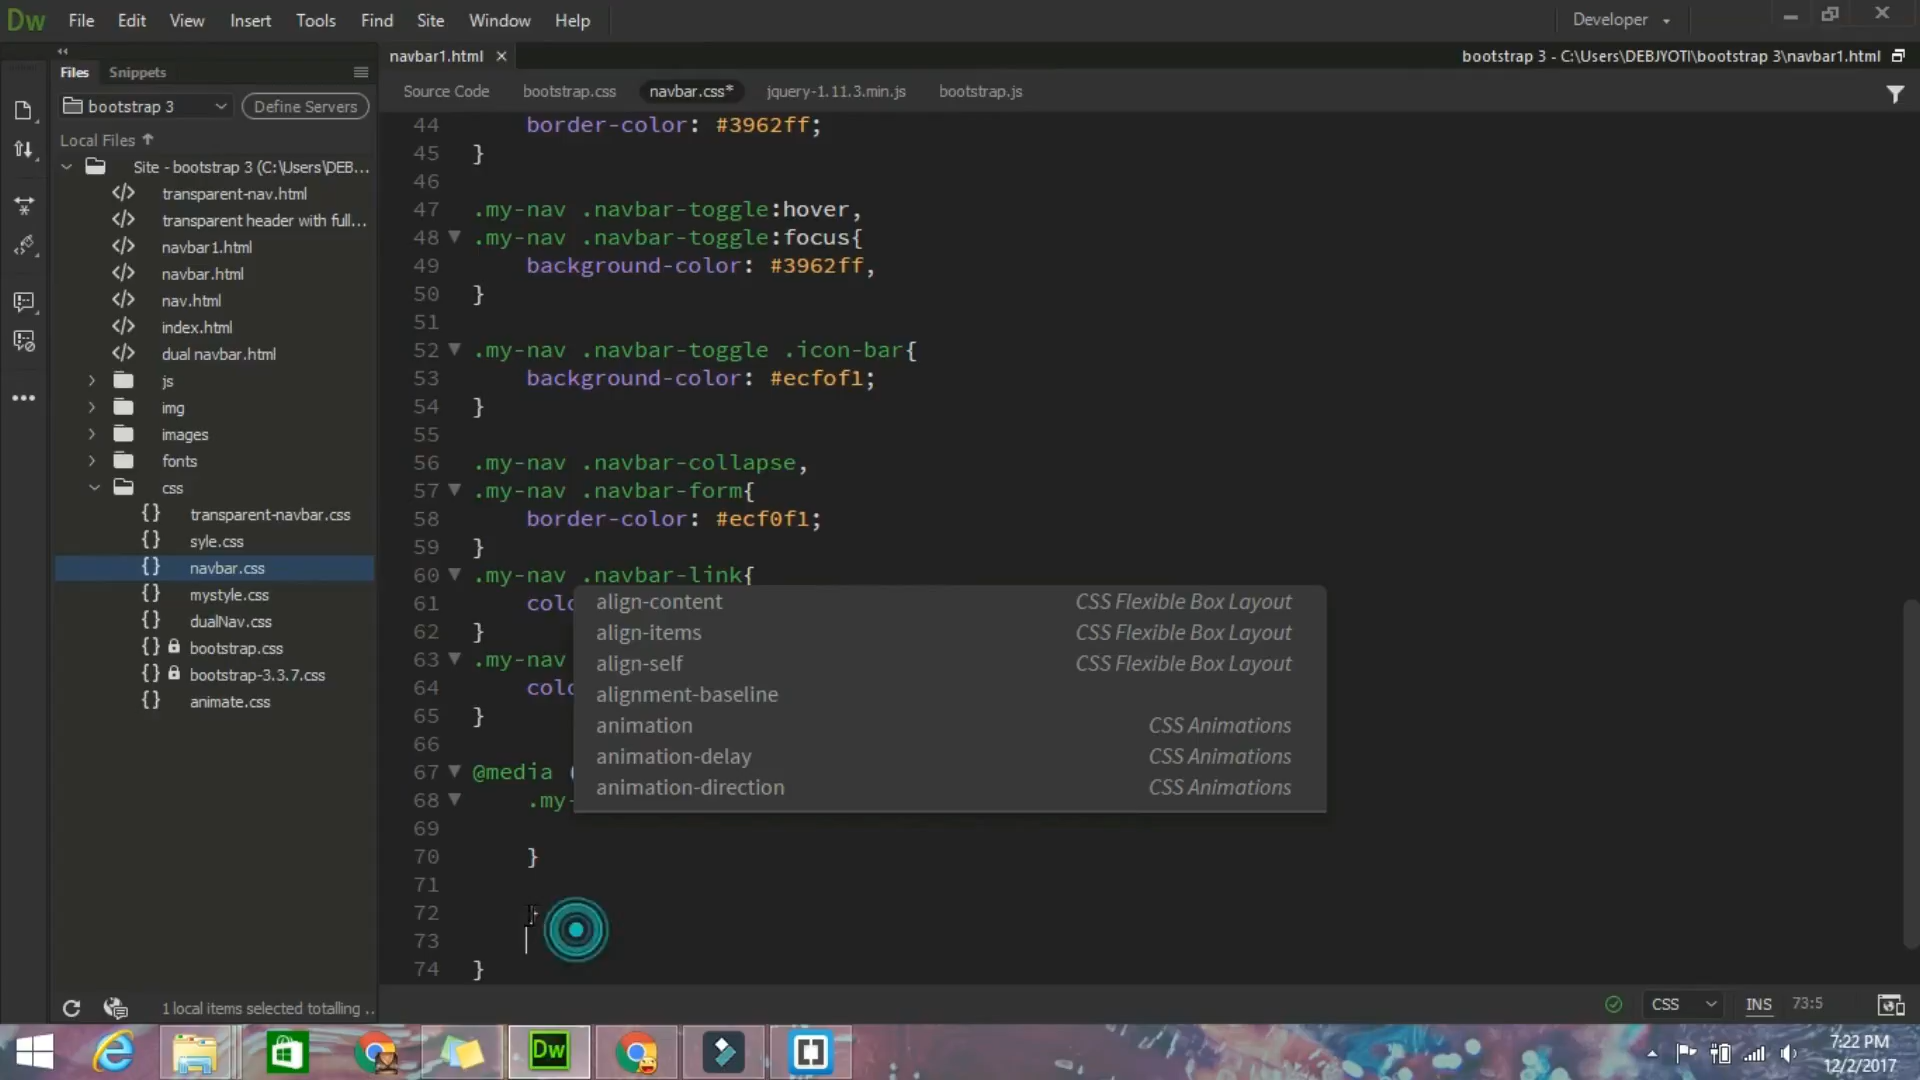 Dw File Edit View Insert Tools Find Site Window Help Developer
Files Snippets
navbar1.html
bootstrap 3 - C:\Users\DEBJYOTI\bootstrap 3\navbar1.html
bootstrap 3 Define Servers
Source Code bootstrap.css navbar.css* jquery-1.11.3.min.js bootstrap.js
Local Files
Site - bootstrap 3 (C:\Users\DEB...
transparent-nav.html
transparent header with full...
navbar1.html
navbar.html
nav.html
index.html
dual navbar.html
js
img
images
fonts
css
transparent-navbar.css
syle.css
navbar.css
mystyle.css
dualNav.css
bootstrap.css
bootstrap-3.3.7.css
animate.css
1 local items selected totalling ..
44 border-color: #3962ff;
45 }
46
47 .my-nav .navbar-toggle:hover,
48 .my-nav .navbar-toggle:focus{
49 background-color: #3962ff,
50 }
51
52 .my-nav .navbar-toggle .icon-bar{
53 background-color: #ecfof1;
54 }
55
56 .my-nav .navbar-collapse,
57 .my-nav .navbar-form{
58 border-color: #ecf0f1;
59 }
60 .my-nav .navbar-link{
61 colo
62 }
63 .my-nav
64 colo
65 }
66
67 @media (
68 .my-
69
70 }
71
72 }
73
74 }
align-content CSS Flexible Box Layout
align-items CSS Flexible Box Layout
align-self CSS Flexible Box Layout
alignment-baseline
animation CSS Animations
animation-delay CSS Animations
animation-direction CSS Animations
CSS INS 73:5
Dw
7:22 PM
12/2/2017